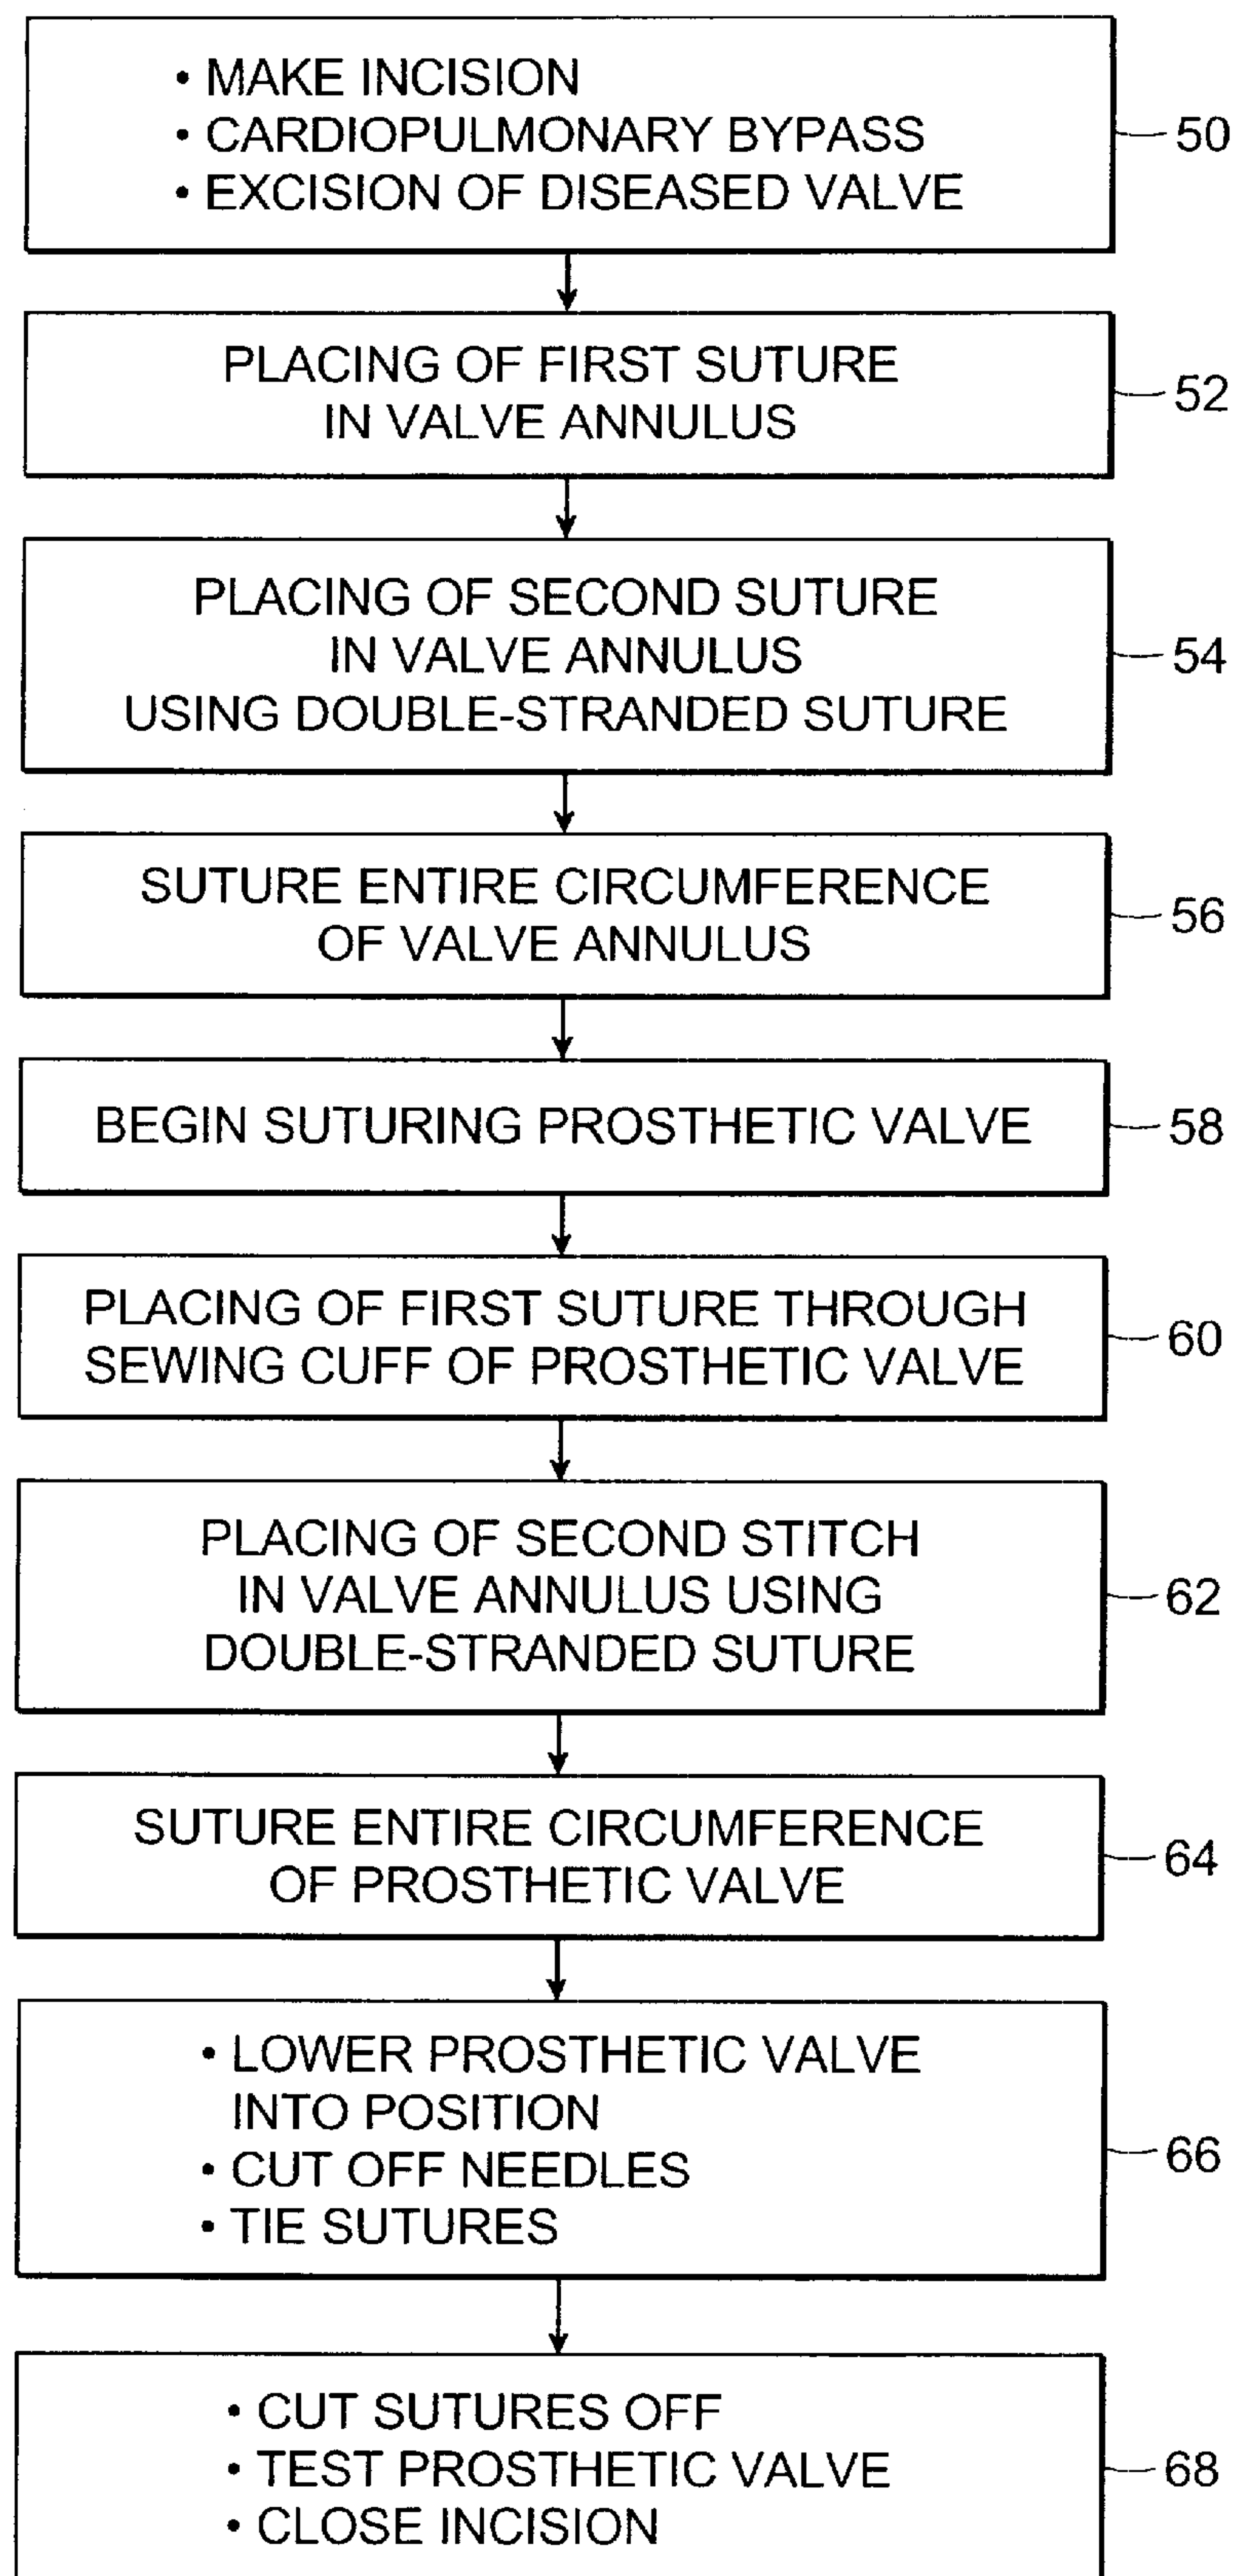 • MAKE INCISION
• CARDIOPULMONARY BYPASS
• EXCISION OF DISEASED VALVE
50
PLACING OF FIRST SUTURE
IN VALVE ANNULUS
52
PLACING OF SECOND SUTURE
IN VALVE ANNULUS
USING DOUBLE-STRANDED SUTURE
54
SUTURE ENTIRE CIRCUMFERENCE
OF VALVE ANNULUS
56
BEGIN SUTURING PROSTHETIC VALVE
58
PLACING OF FIRST SUTURE THROUGH
SEWING CUFF OF PROSTHETIC VALVE
60
PLACING OF SECOND STITCH
IN VALVE ANNULUS USING
DOUBLE-STRANDED SUTURE
62
SUTURE ENTIRE CIRCUMFERENCE
OF PROSTHETIC VALVE
64
• LOWER PROSTHETIC VALVE
INTO POSITION
• CUT OFF NEEDLES
• TIE SUTURES
66
• CUT SUTURES OFF
• TEST PROSTHETIC VALVE
• CLOSE INCISION
68